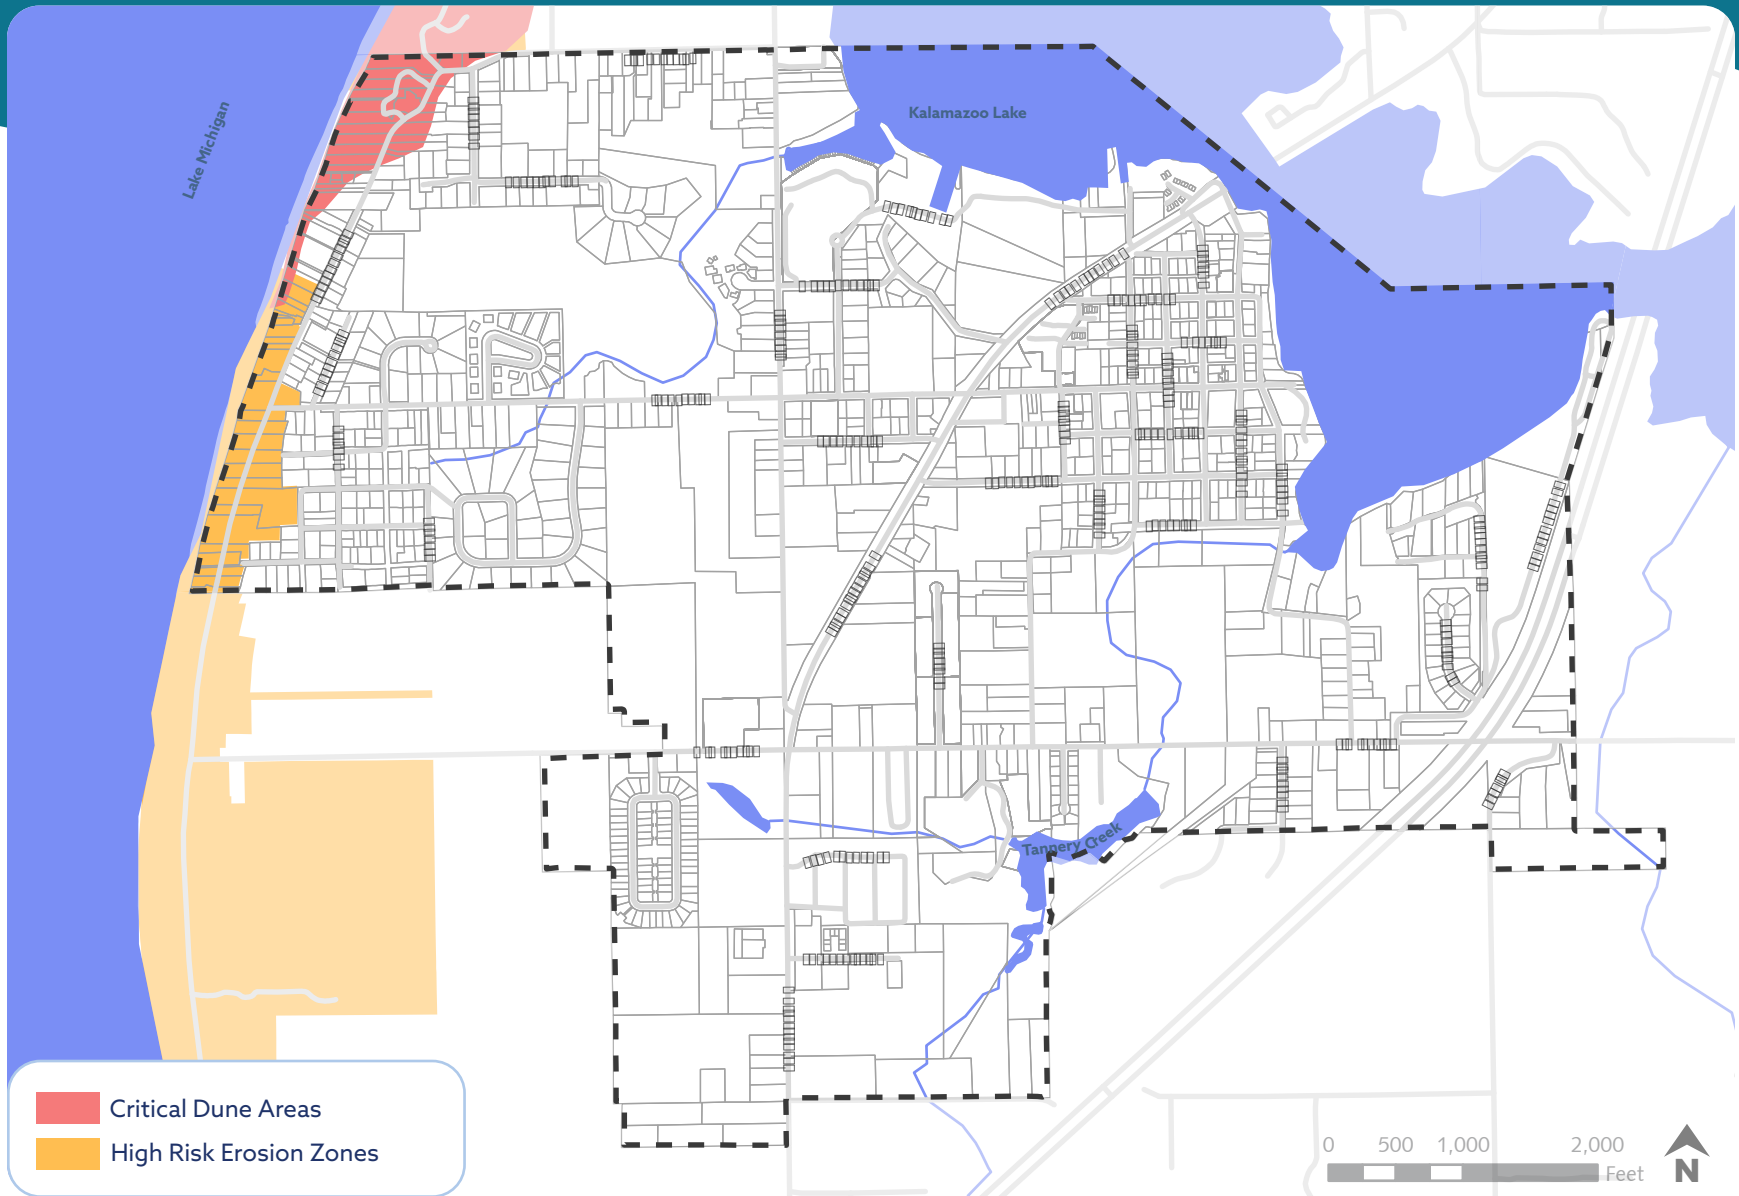 Kalamazoo Lake
Lake Michigan
Tannery Creek
Critical Dune Areas
High Risk Erosion Zones
0 500 1,000 2,000
Feet
N